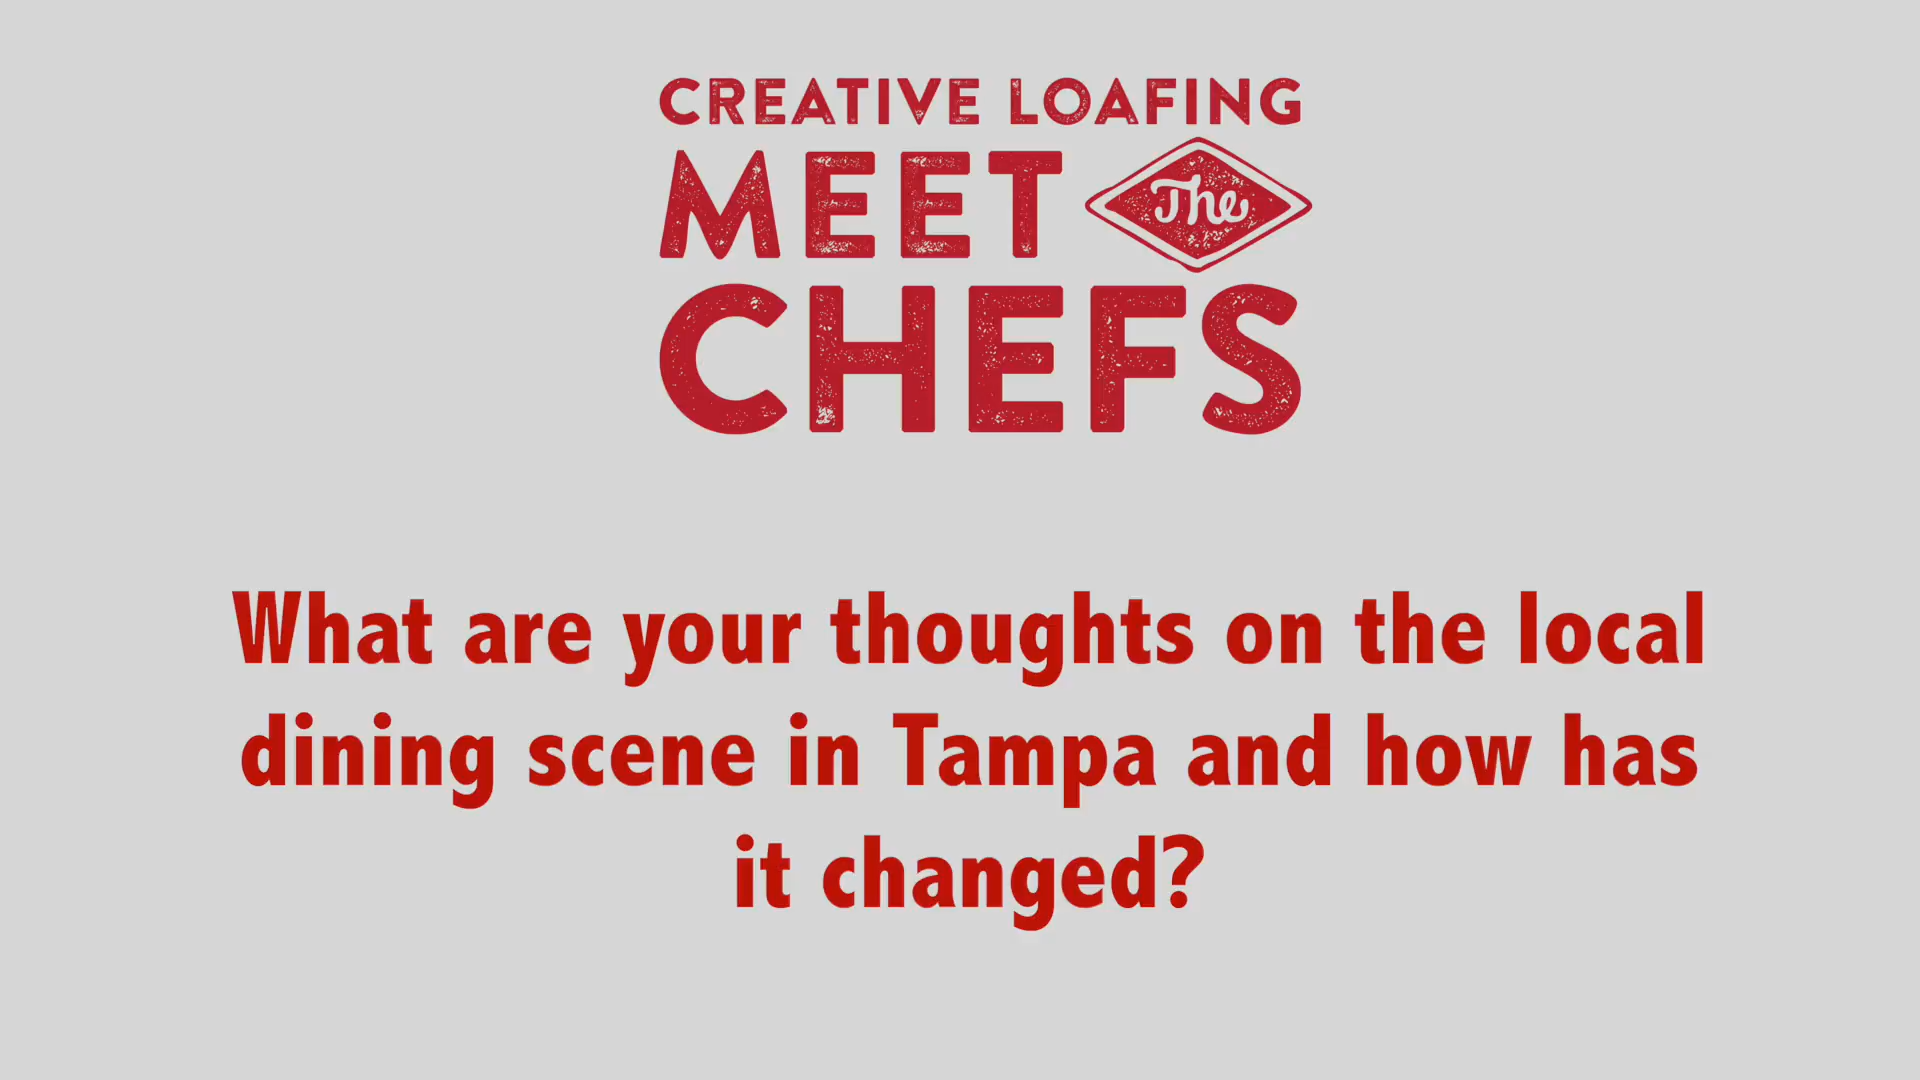 CREATIVE LOAFING
MEET The
CHEFS
What are your thoughts on the local
dining scene in Tampa and how has
it changed?